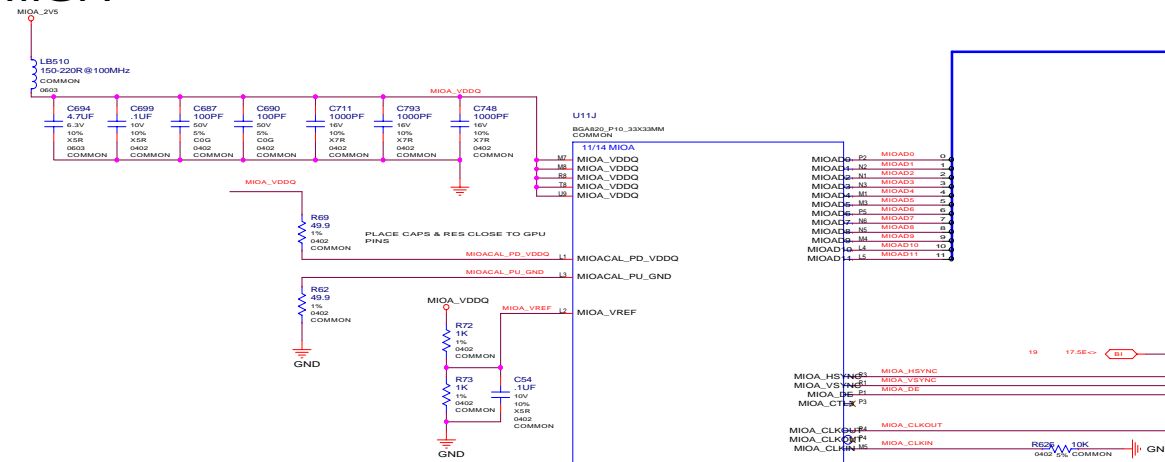 MIOA_2V5
LB510
150-220R@100MHz
COMMON
0603
MIOA_VDDQ
C694
4.7UF
6.3V
10%
X5R
0603
COMMON
C699
.1UF
10V
10%
X5R
0402
COMMON
C687
100PF
50V
5%
C0G
0402
COMMON
C690
100PF
50V
5%
C0G
0402
COMMON
C711
1000PF
16V
10%
X7R
0402
COMMON
C793
1000PF
16V
10%
X7R
0402
COMMON
C748
1000PF
16V
10%
X7R
0402
COMMON
U11J
BGA820_P10_33X33MM
COMMON
11/14 MIOA
M7 MIOA_VDDQ
M8 MIOA_VDDQ
R8 MIOA_VDDQ
T8 MIOA_VDDQ
U9 MIOA_VDDQ
MIOAD0 P2 MIOAD0 0
MIOAD1 N2 MIOAD1 1
MIOAD2 N1 MIOAD2 2
MIOAD3 N3 MIOAD3 3
MIOAD4 M1 MIOAD4 4
MIOAD5 M3 MIOAD5 5
MIOAD6 P5 MIOAD6 6
MIOAD7 N6 MIOAD7 7
MIOAD8 N5 MIOAD8 8
MIOAD9 M4 MIOAD9 9
MIOAD10 L4 MIOAD10 10
MIOAD11 L5 MIOAD11 11
MIOA_VDDQ
R69
49.9
1%
0402
COMMON
PLACE CAPS & RES CLOSE TO GPU
PINS
MIOACAL_PD_VDDQ L1 MIOACAL_PD_VDDQ
MIOACAL_PU_GND L3 MIOACAL_PU_GND
R62
49.9
1%
0402
COMMON
GND
MIOA_VDDQ
MIOA_VREF L2 MIOA_VREF
R72
1K
1%
0402
COMMON
R73
1K
1%
0402
COMMON
C54
.1UF
10V
10%
X5R
0402
COMMON
GND
19 17.5E<> BI
MIOA_HSYNC R3 MIOA_HSYNC
MIOA_VSYNC R1 MIOA_VSYNC
MIOA_DE P1 MIOA_DE
P3
MIOA_CLKOUT R4 MIOA_CLKOUT
MIOA_CLKOUT P4
MIOA_CLKIN M5 MIOA_CLKIN
10K
0402 5% COMMON